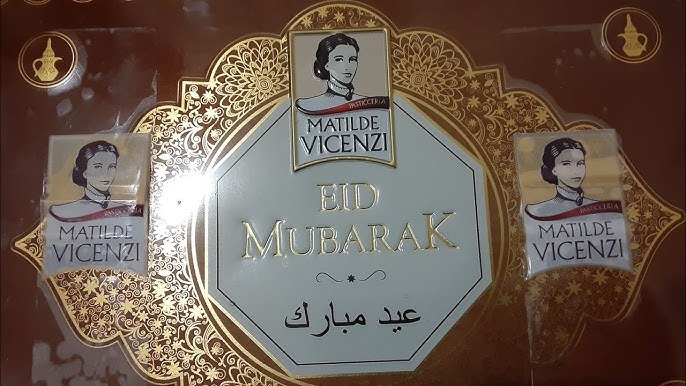 PASTICCERIA
MATILDE
VICENZI
PASTICCERIA
MATILDE
VICENZI
PASTICCERIA
MATILDE
VICENZI
EID
MUBARAK
عيد مبارك